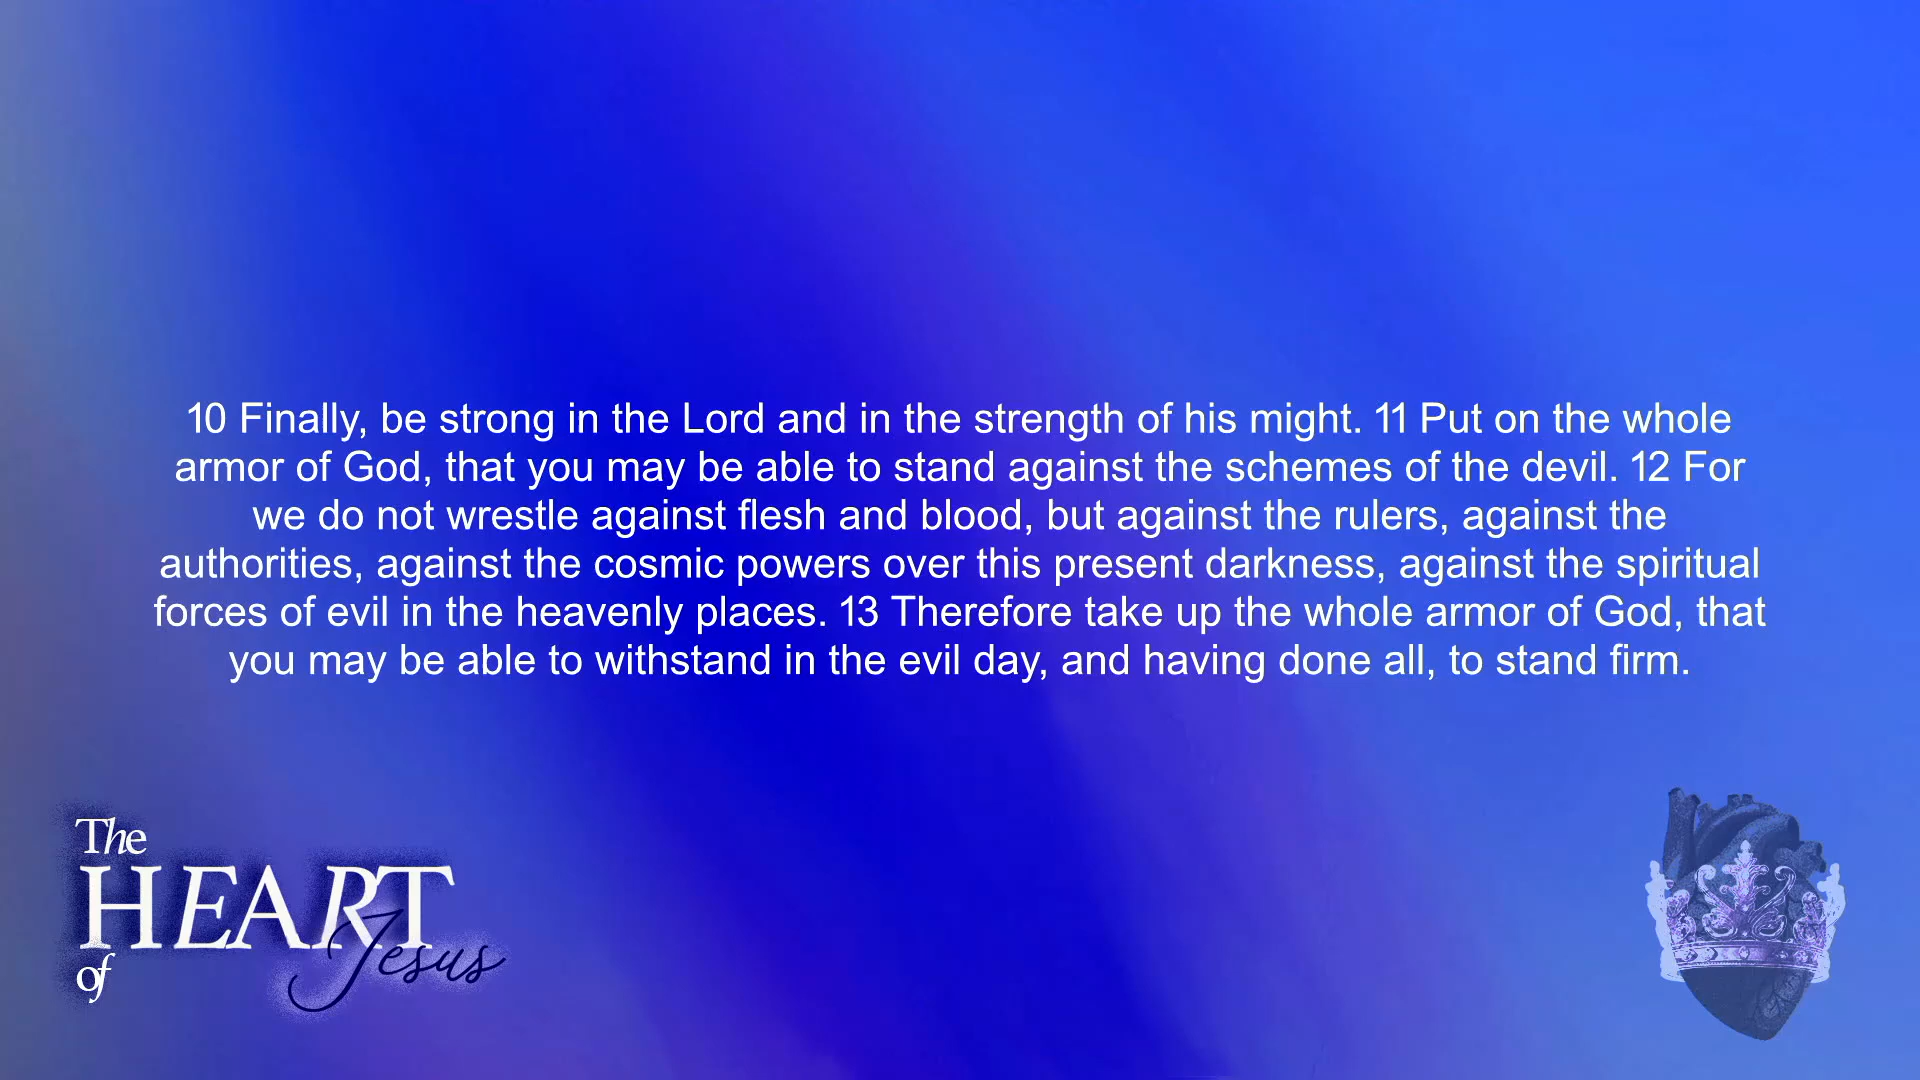 10 Finally, be strong in the Lord and in the strength of his might. 11 Put on the whole
armor of God, that you may be able to stand against the schemes of the devil. 12 For
we do not wrestle against flesh and blood, but against the rulers, against the
authorities, against the cosmic powers over this present darkness, against the spiritual
forces of evil in the heavenly places. 13 Therefore take up the whole armor of God, that
you may be able to withstand in the evil day, and having done all, to stand firm.
The
HEART
of
Jesus